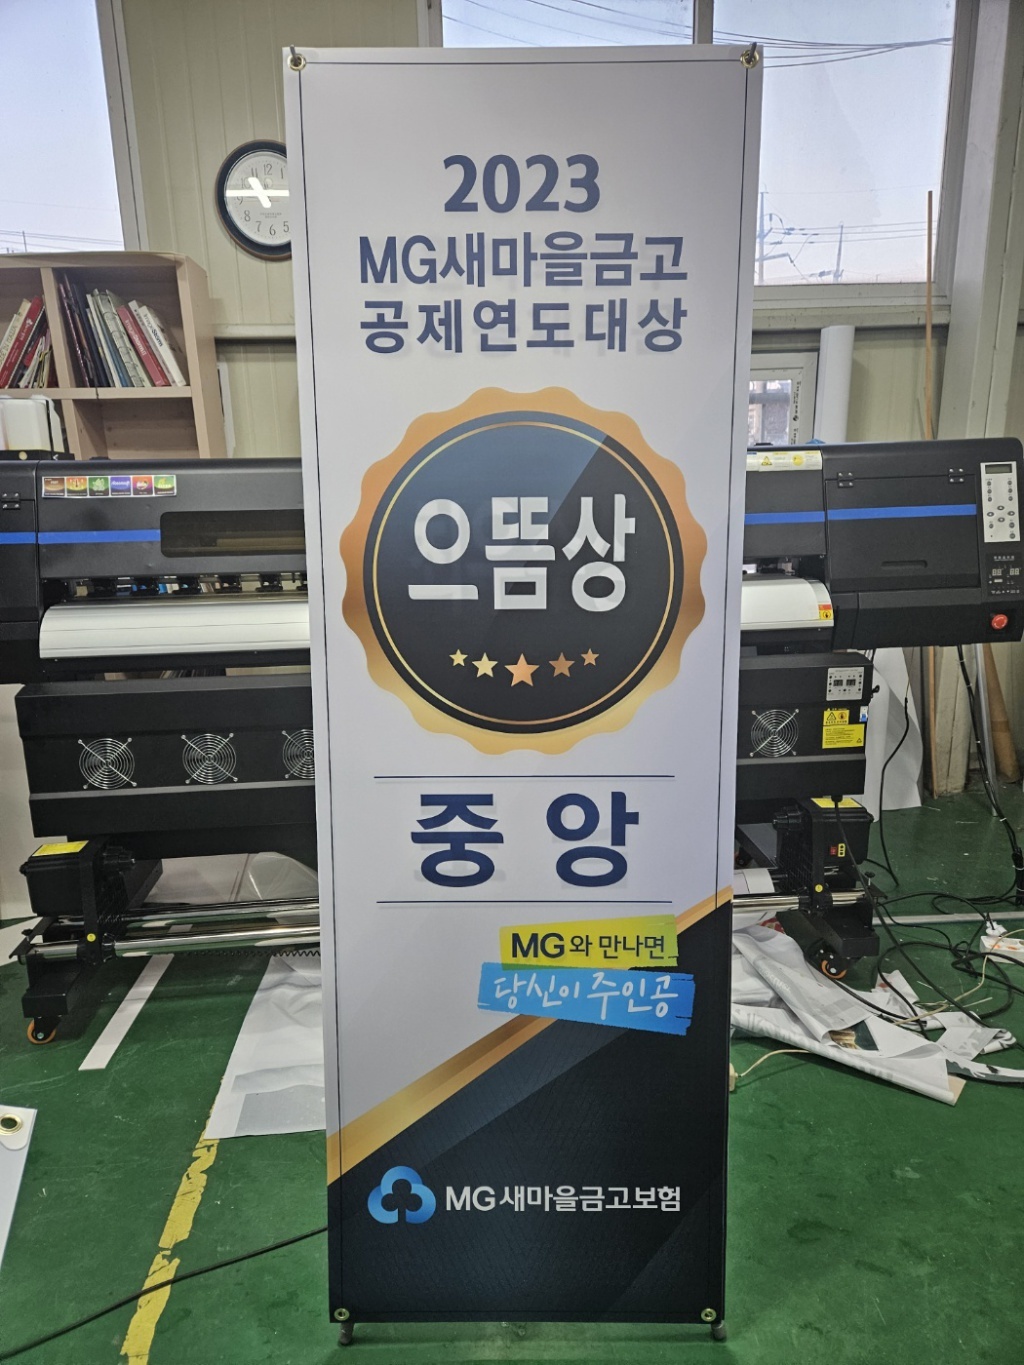 2023
MG새마을금고
공제연도대상
으뜸상
중앙
MG와 만나면
당신이 주인공
MG새마을금고보험